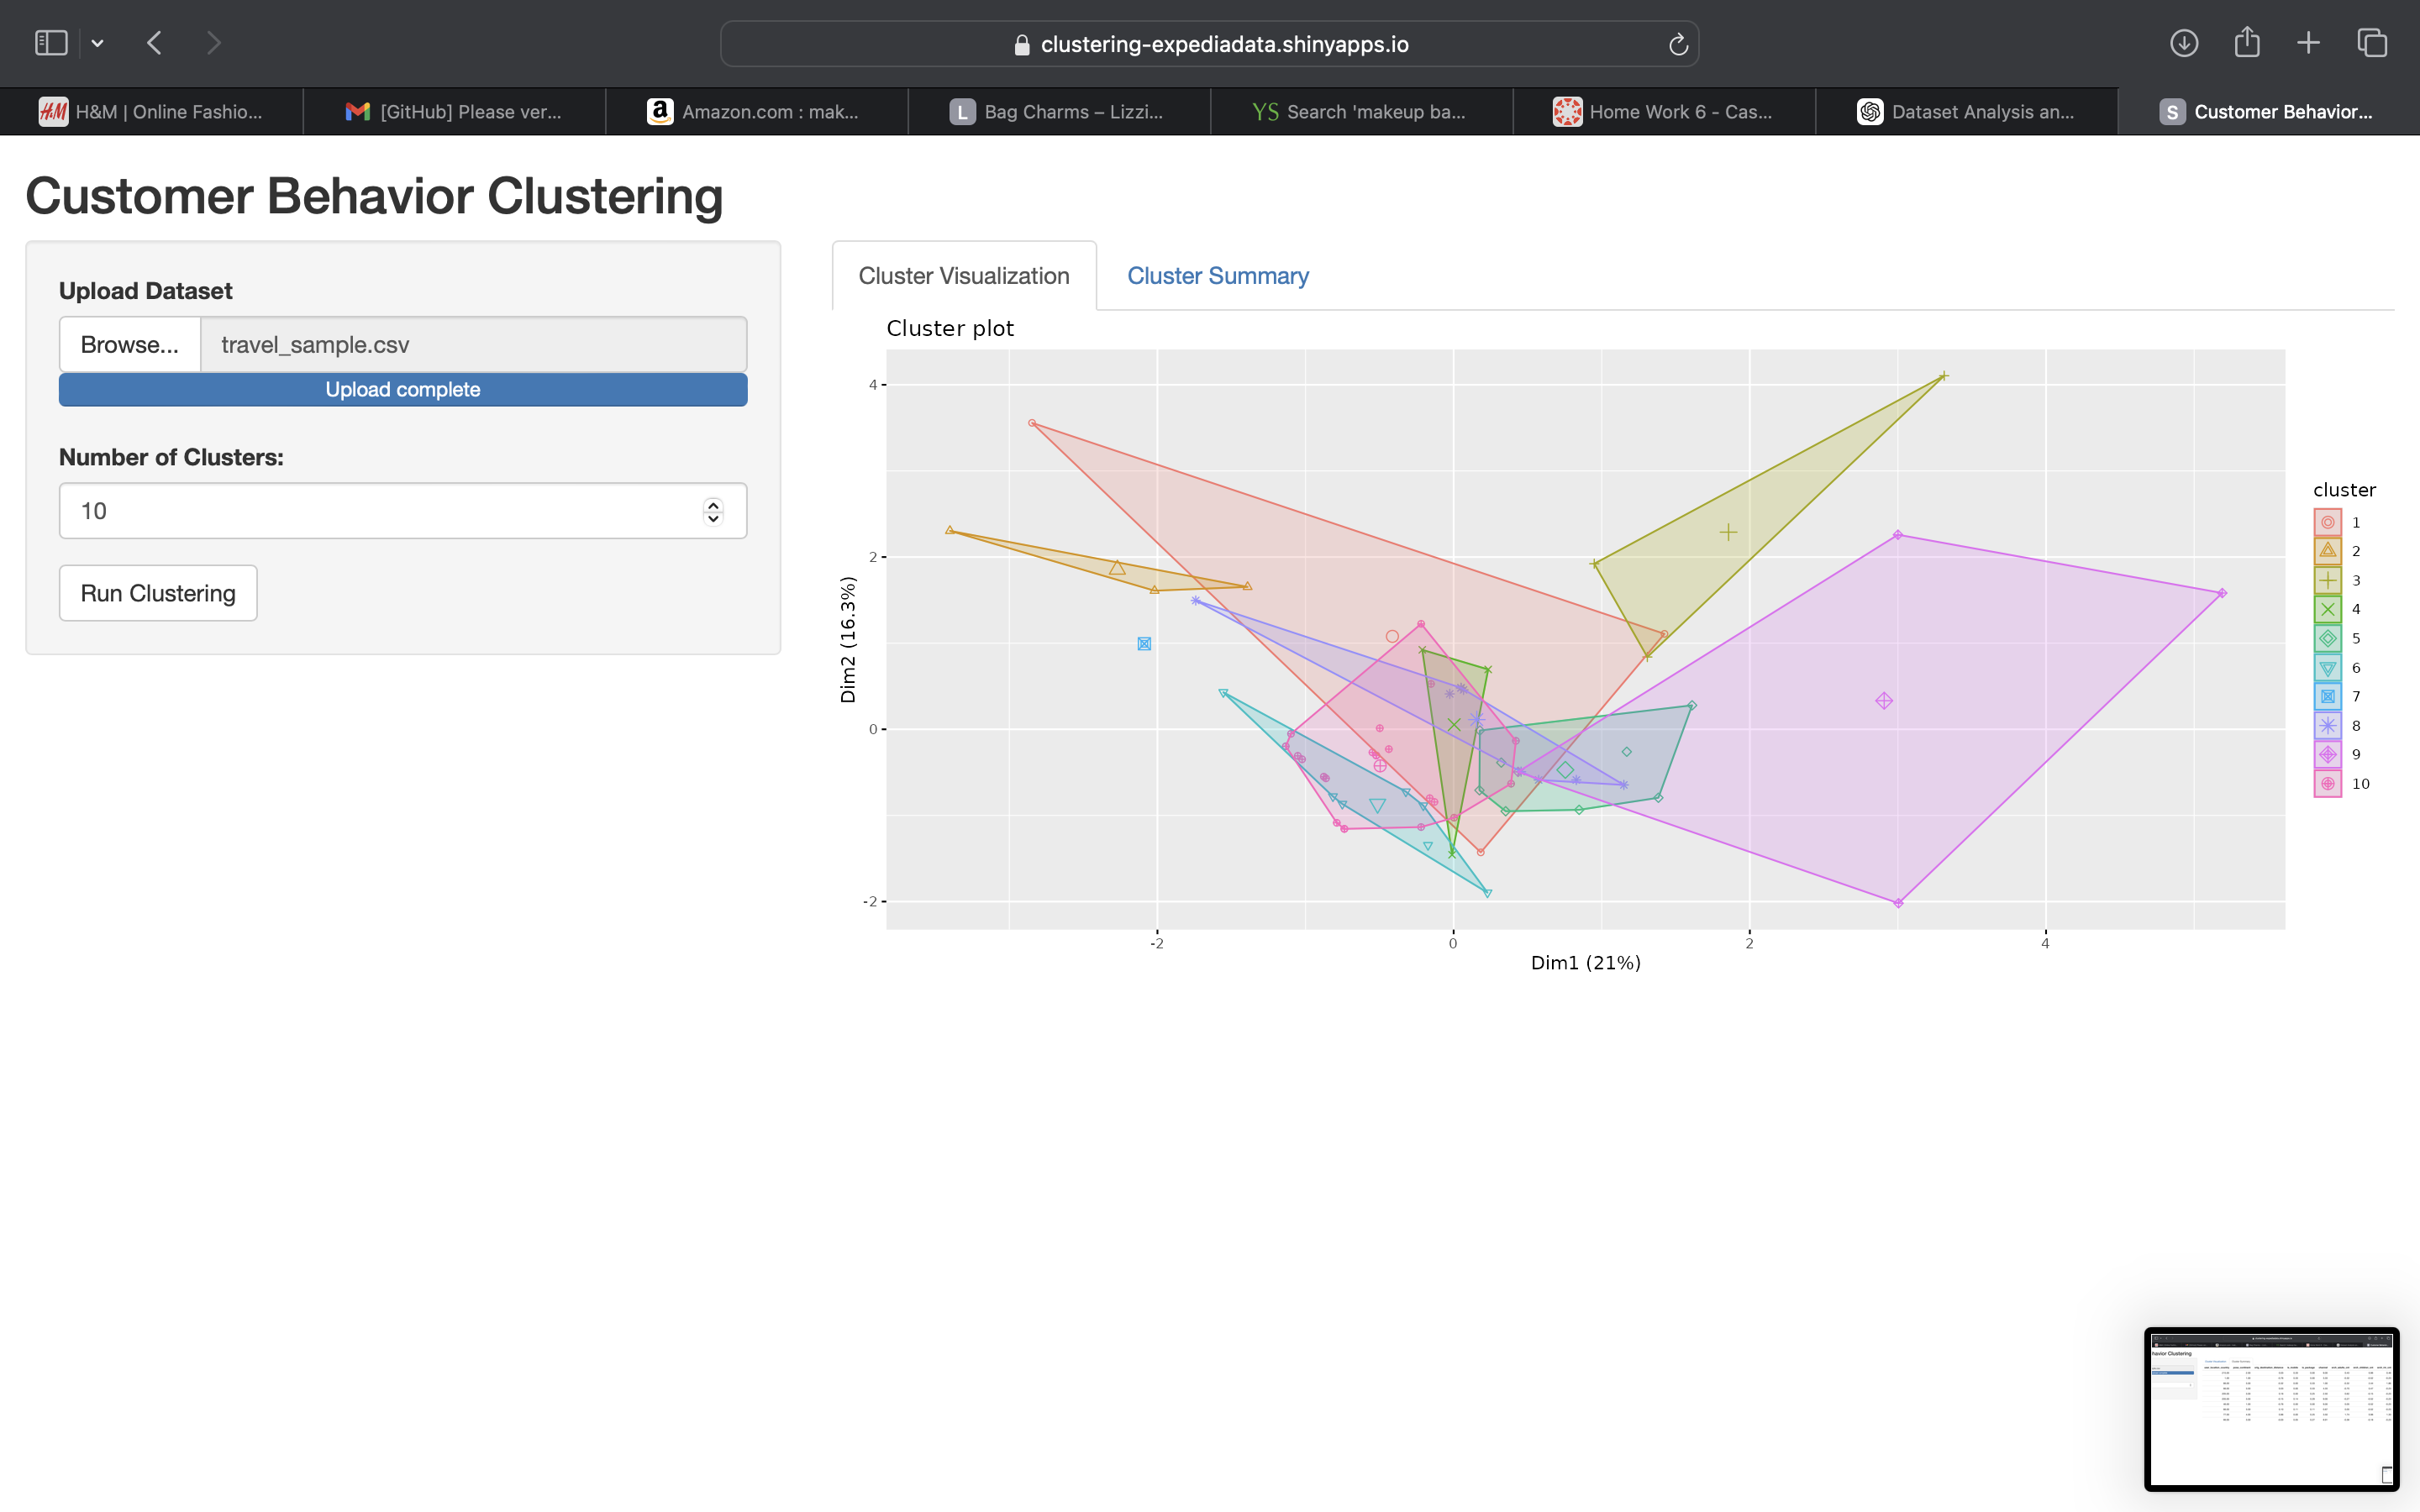 clustering-expediadata.shinyapps.io
H&M | Online Fashio...
[GitHub] Please ver...
Amazon.com : mak...
L Bag Charms – Lizzi...
YS Search 'makeup ba...
Home Work 6 - Cas...
Dataset Analysis an...
S Customer Behavior...
Customer Behavior Clustering
Upload Dataset
Browse... travel_sample.csv
Upload complete
Number of Clusters:
10
Run Clustering
Cluster Visualization Cluster Summary
Cluster plot
4
2
0
-2
Dim2 (16.3%)
-2 0 2 4
Dim1 (21%)
cluster
1
2
3
4
5
6
7
8
9
10